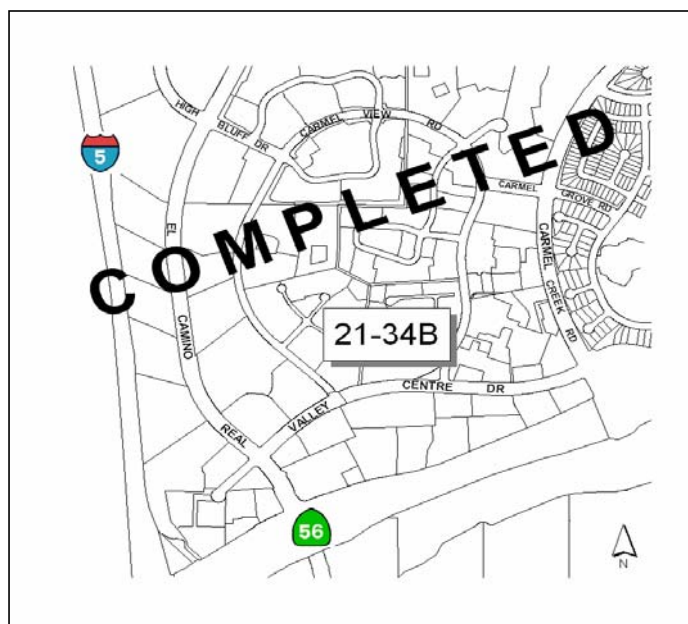 HIGH BLUFF DR
CARMEL VIEW RD
5
COMPLETED
CARMEL GROVE RD
EL CAMINO REAL
CARMEL CREEK RD
21-34B
VALLEY CENTRE DR
56
N